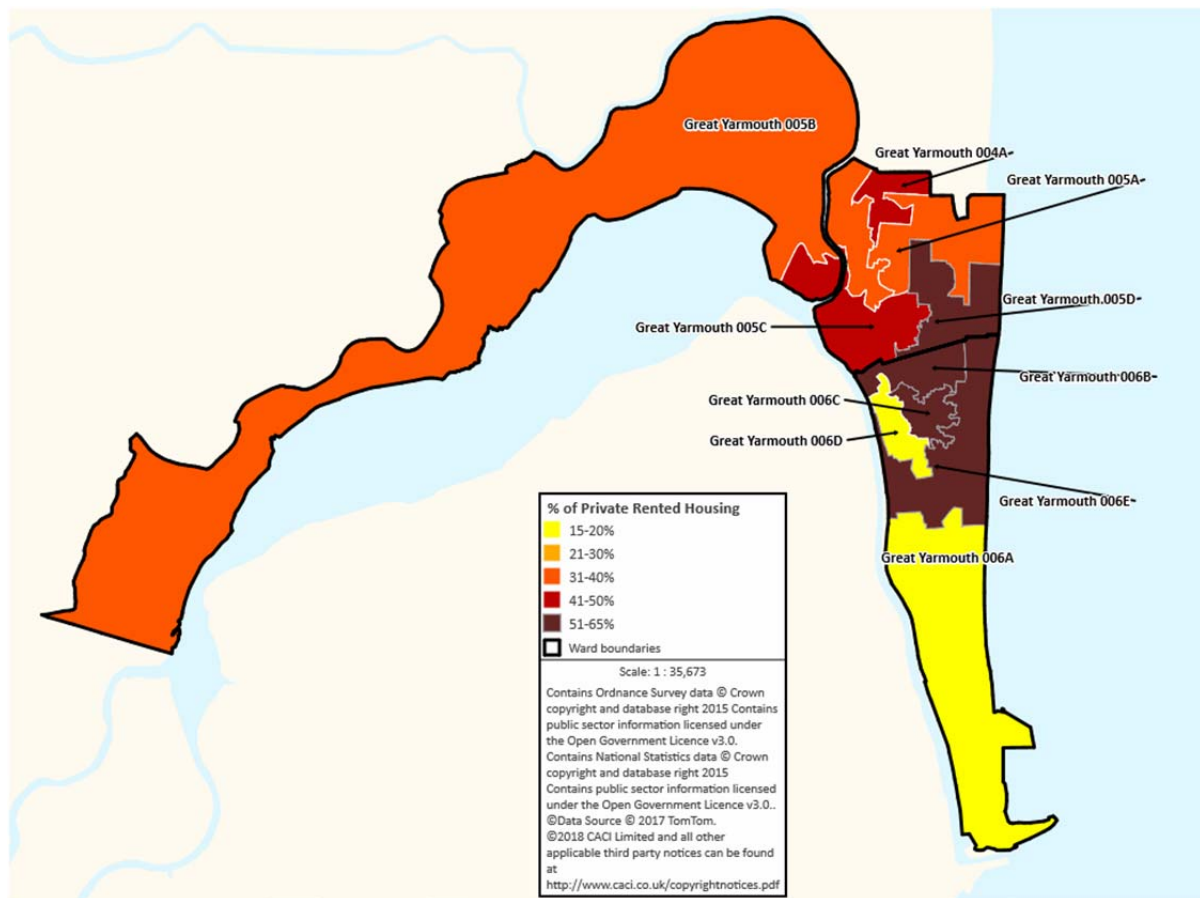 Great Yarmouth 005B
Great Yarmouth 004A
Great Yarmouth 005A
Great Yarmouth 005D
Great Yarmouth 005C
Great Yarmouth 006B
Great Yarmouth 006C
Great Yarmouth 006D
Great Yarmouth 006E
Great Yarmouth 006A
% of Private Rented Housing
15-20%
21-30%
31-40%
41-50%
51-65%
Ward boundaries
Scale: 1 : 35,673
Contains Ordnance Survey data © Crown
copyright and database right 2015 Contains
public sector information licensed under
the Open Government Licence v3.0.
Contains National Statistics data © Crown
copyright and database right 2015
Contains public sector information licensed
under the Open Government Licence v3.0..
©Data Source © 2017 TomTom.
©2018 CACI Limited and all other
applicable third party notices can be found
at
http://www.caci.co.uk/copyrightnotices.pdf